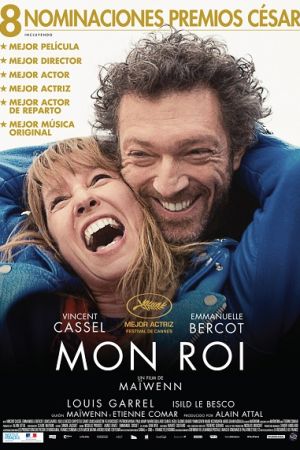 8 NOMINACIONES PREMIOS CÉSAR
INCLUYENDO
★ MEJOR PELÍCULA
★ MEJOR DIRECTOR
★ MEJOR ACTOR
★ MEJOR ACTRIZ
★ MEJOR ACTOR
DE REPARTO
★ MEJOR MÚSICA
ORIGINAL
VINCENT
CASSEL
MEJOR ACTRIZ
FESTIVAL DE CANNES
EMMANUELLE
BERCOT
MON ROI
UN FILM DE
MAÏWENN
LOUIS GARREL
ISILD LE BESCO
GUIÓN MAÏWENN y ETIENNE COMAR
PRODUCIDO POR ALAIN ATTAL